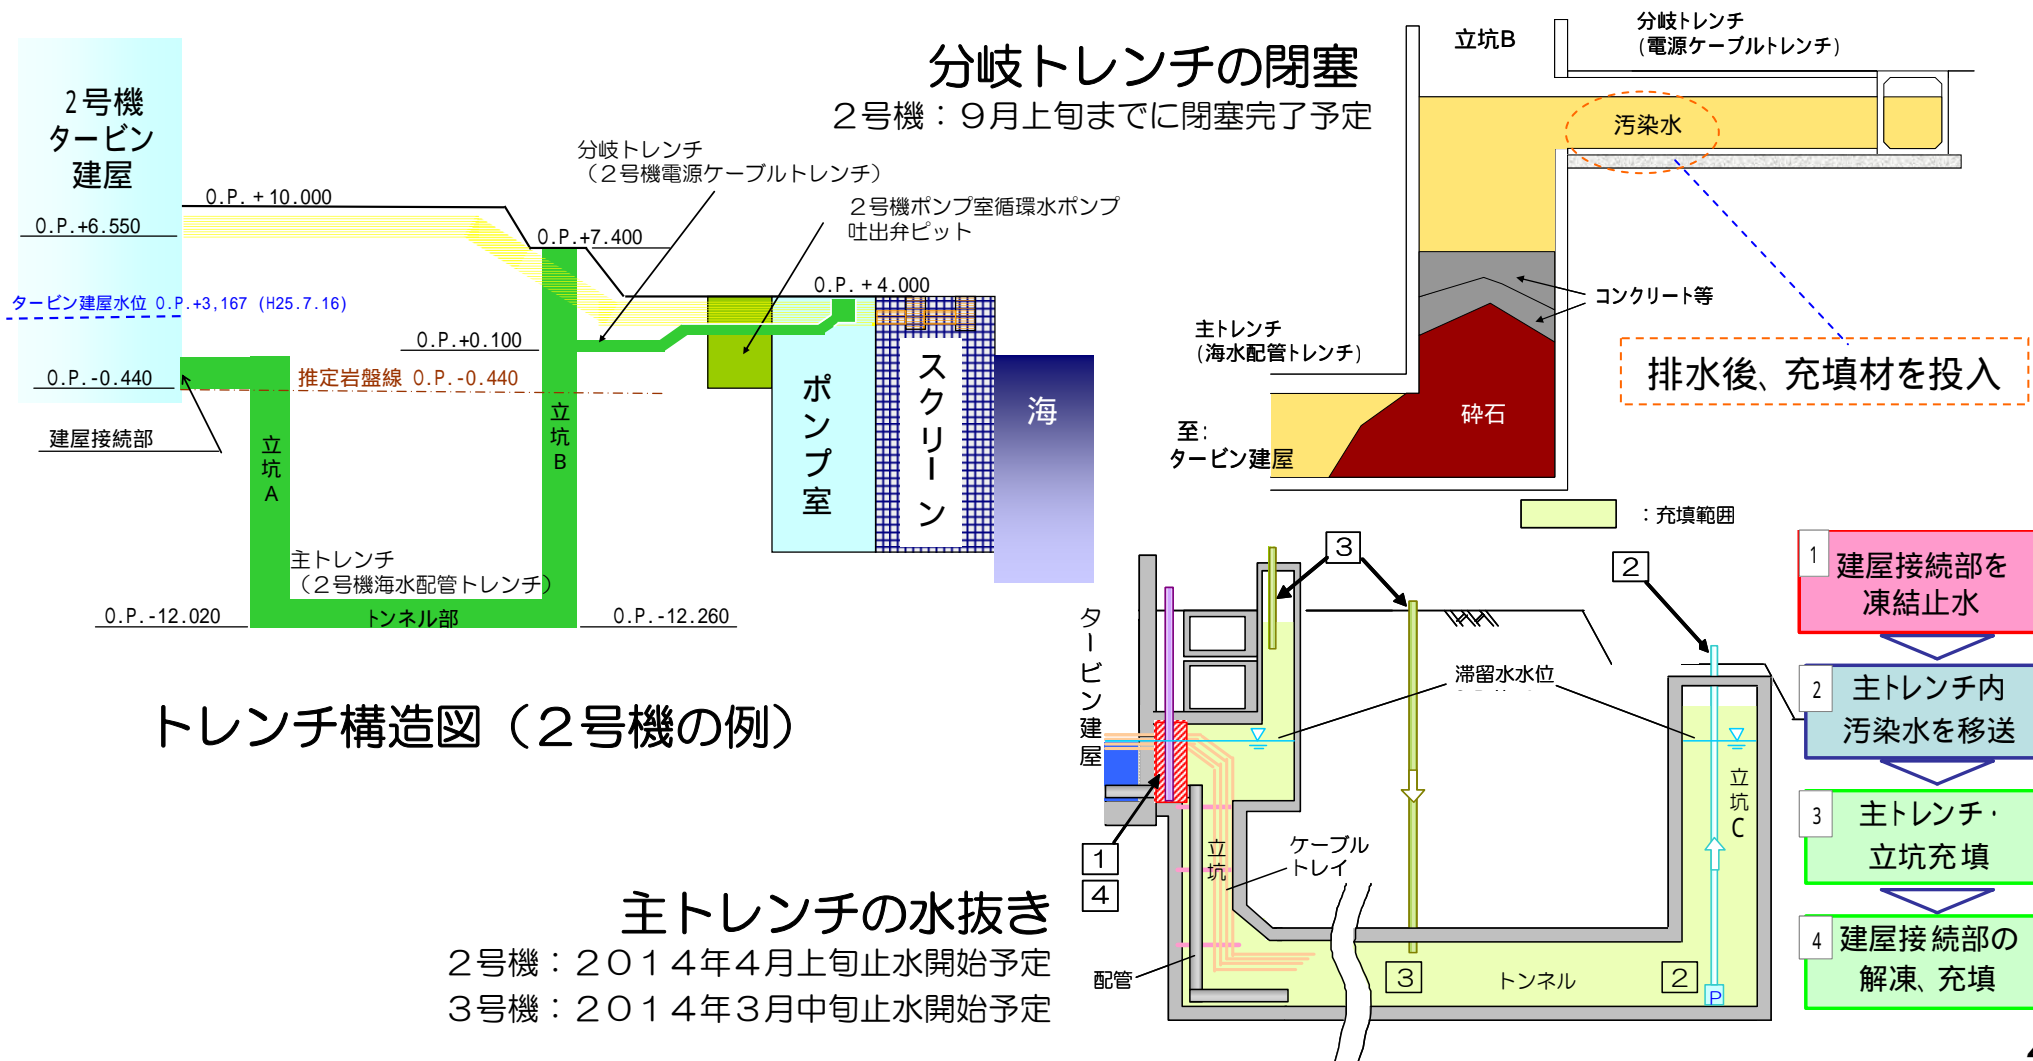 2号機
タービン
建屋
O.P.＋10.000
O.P.+6.550
O.P.+7.400
タービン建屋水位 O.P.+3,167 (H25.7.16)
O.P.＋4.000
O.P.+0.100
O.P.-0.440
推定岩盤線 O.P.-0.440
建屋接続部
分岐トレンチ
（２号機電源ケーブルトレンチ）
２号機ポンプ室循環水ポンプ
吐出弁ピット
立坑A
立坑B
ポンプ室
スクリーン
海
主トレンチ
（２号機海水配管トレンチ）
トンネル部
O.P.-12.020
O.P.-12.260
トレンチ構造図（２号機の例）
分岐トレンチの閉塞
２号機：９月上旬までに閉塞完了予定
立坑B
分岐トレンチ
(電源ケーブルトレンチ)
汚染水
コンクリート等
主トレンチ
(海水配管トレンチ)
砕石
至:
タービン建屋
排水後、充填材を投入
：充填範囲
主トレンチの水抜き
２号機：２０１４年４月上旬止水開始予定
３号機：２０１４年３月中旬止水開始予定
タービン建屋
3
2
滞留水水位
立坑
立坑C
ケーブル
トレイ
1
4
配管
3
トンネル
2
P
1
建屋接続部を
凍結止水
2
主トレンチ内
汚染水を移送
3
主トレンチ・
立坑充填
4
建屋接続部の
解凍、充填